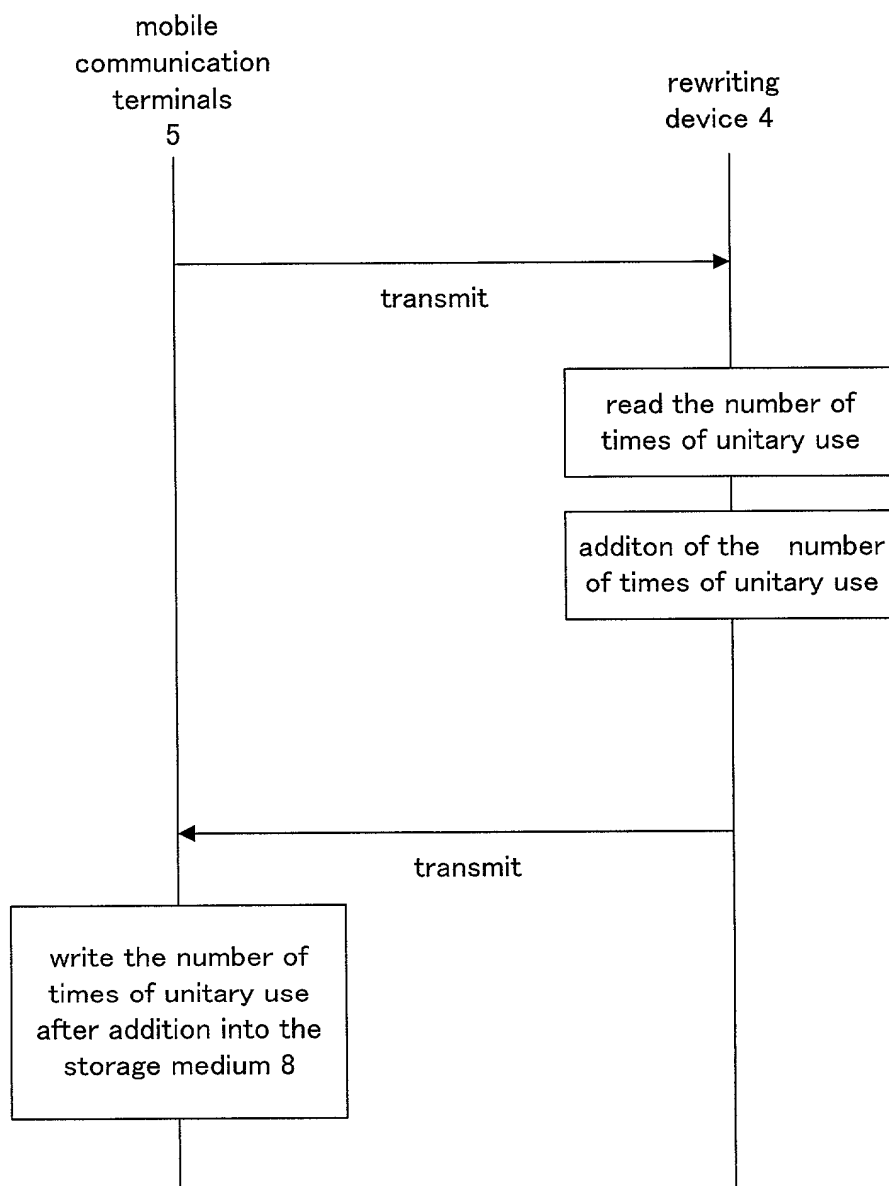 mobile
communication
terminals
5
rewriting
device 4
transmit
read the number of
times of unitary use
additon of the number
of times of unitary use
transmit
write the number of
times of unitary use
after addition into the
storage medium 8